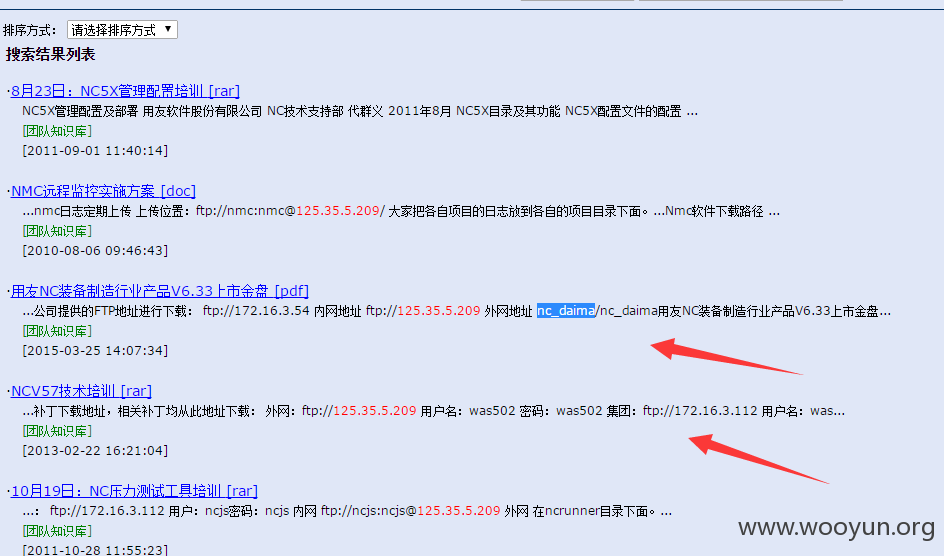 排序方式： 请选择排序方式 ▼
搜索结果列表
·8月23日：NC5X管理配置培训 [rar]
NC5X管理配置及部署 用友软件股份有限公司 NC技术支持部 代群义 2011年8月 NC5X目录及其功能 NC5X配置文件的配置 ...
[团队知识库]
[2011-09-01 11:40:14]
·NMC远程监控实施方案 [doc]
...nmc日志定期上传 上传位置：ftp://nmc:nmc@125.35.5.209/ 大家把各自项目的日志放到各自的项目目录下面。...Nmc软件下载路径 ...
[团队知识库]
[2010-08-06 09:46:43]
·用友NC装备制造行业产品V6.33上市金盘 [pdf]
...公司提供的FTP地址进行下载： ftp://172.16.3.54 内网地址 ftp://125.35.5.209 外网地址 nc_daima/nc_daima用友NC装备制造行业产品V6.33上市金盘...
[团队知识库]
[2015-03-25 14:07:34]
·NCV57技术培训 [rar]
...补丁下载地址，相关补丁均从此地址下载： 外网：ftp://125.35.5.209 用户名：was502 密码：was502 集团：ftp://172.16.3.112 用户名：was...
[团队知识库]
[2013-02-22 16:21:04]
·10月19日：NC压力测试工具培训 [rar]
...： ftp://172.16.3.112 用户：ncjs密码：ncjs 内网 ftp://ncjs:ncjs@125.35.5.209 外网 在ncrunner目录下面。...
[团队知识库]
[2011-10-28 11:55:23]
www.wooyun.org